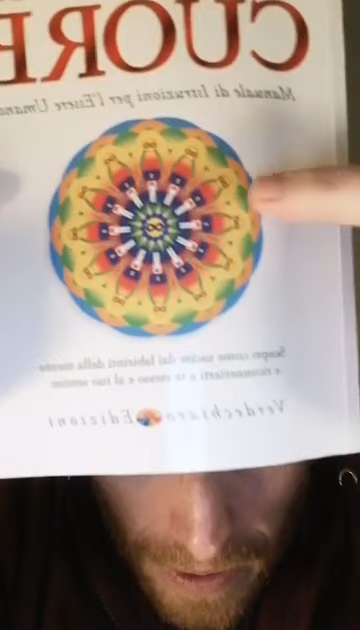 CUORE
Manuale di Istruzioni per l'Essere Umano
Scopri come uscire dai labirinti della mente
e riconnetterti a te stesso e al tuo sentire
Verdechiaro Edizioni